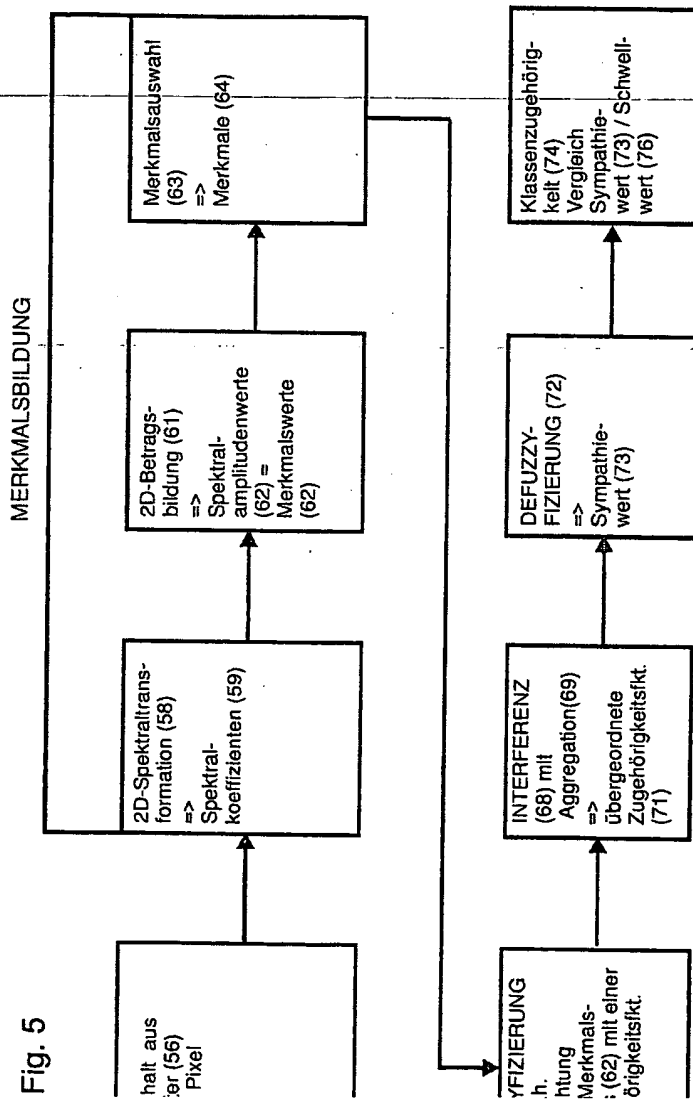 Fig. 5
MERKMALSBILDUNG
halt aus
er (56)
Pixel
2D-Spektraltrans-
formation (58)
=>
Spektral-
koeffizienten (59)
2D-Betrags-
bildung (61)
=>
Spektral-
amplitudenwerte
(62) =
Merkmalswerte
(62)
Merkmalsauswahl
(63)
=>
Merkmale (64)
YFIZIERUNG
.h.
htung
Merkmals-
s (62) mit einer
örigkeitsfkt.
INTERFERENZ
(68) mit
Aggregation(69)
=>
übergeordnete
Zugehörigkeitsfkt.
(71)
DEFUZZY-
FIZIERUNG (72)
=>
Sympathie-
wert (73)
Klassenzugehörig-
keit (74)
Vergleich
Sympathie-
wert (73) / Schwell-
wert (76)